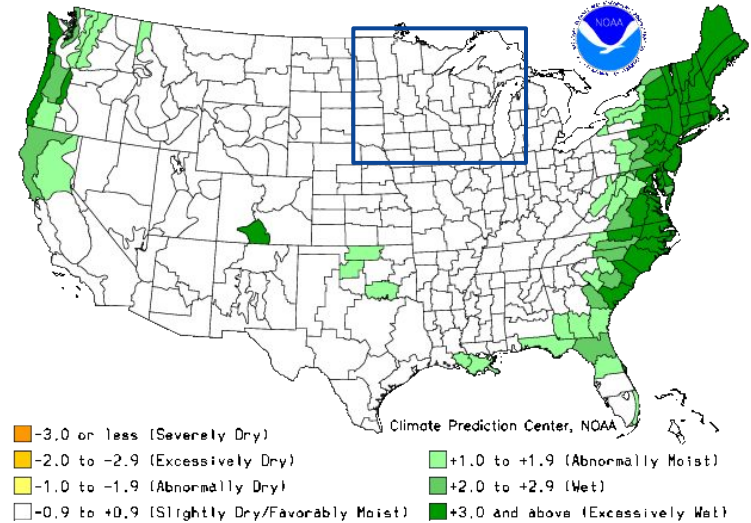 NOAA
Climate Prediction Center, NOAA
-3.0 or less (Severely Dry)
-2.0 to -2.9 (Excessively Dry)
-1.0 to -1.9 (Abnormally Dry)
-0.9 to +0.9 (Slightly Dry/Favorably Moist)
+1.0 to +1.9 (Abnormally Moist)
+2.0 to +2.9 (Wet)
+3.0 and above (Excessively Wet)